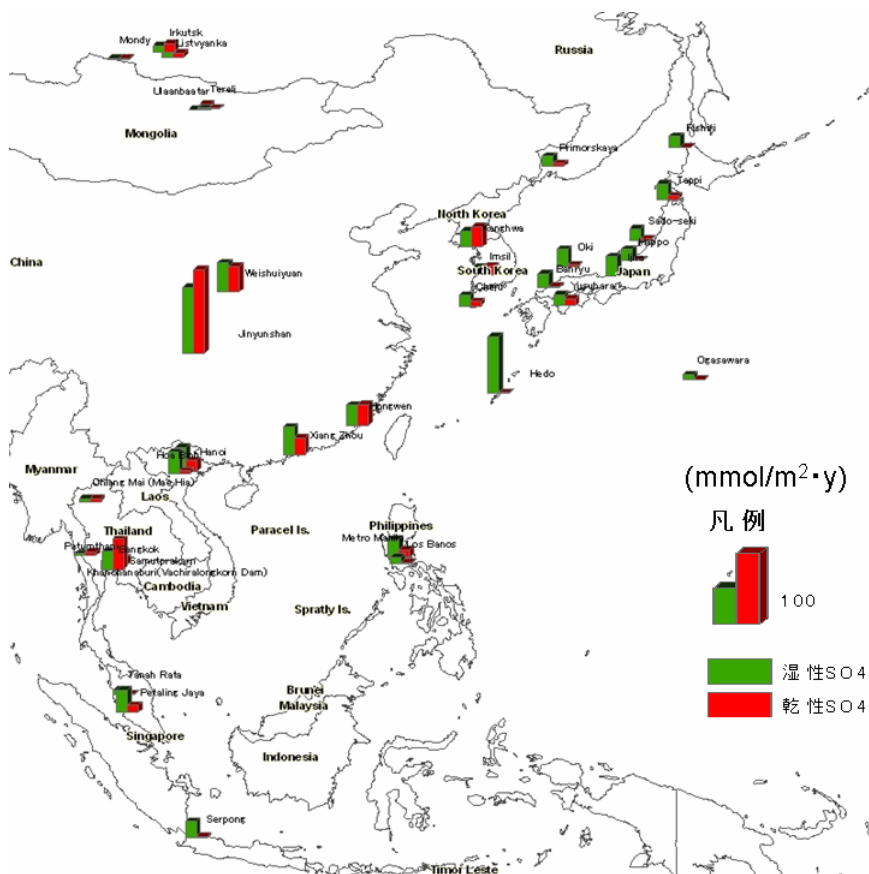 Irkutsk
Mondy
Listvyanka
Russia
Ulaanbaatar
Terelj
Mongolia
Rishiri
Primorskaya
Tappi
North Korea
Kanghwa
Sado-seki
Happo
Oki
Ijira
Imsil
China
South Korea
Banryu
Japan
Weishuiyuan
Cheju
Yusuhara
Jinyunshan
Ogasawara
Hedo
Hongwen
Xiang Zhou
Hanoi
Hoa Binh
Myanmar
Chiang Mai (Mae Hia)
Laos
(mmol/m²・y)
凡 例
Thailand
Paracel Is.
Philippines
Metro Manila
Los Banos
Bangkok
Samutprakarn
Khanchanaburi(Vachiralongkorn Dam)
Cambodia
Vietnam
Spratly Is.
100
湿 性SO4
Tanah Rata
Petaling Jaya
Brunei
Malaysia
乾 性SO4
Singapore
Indonesia
Serpong
Timor Leste